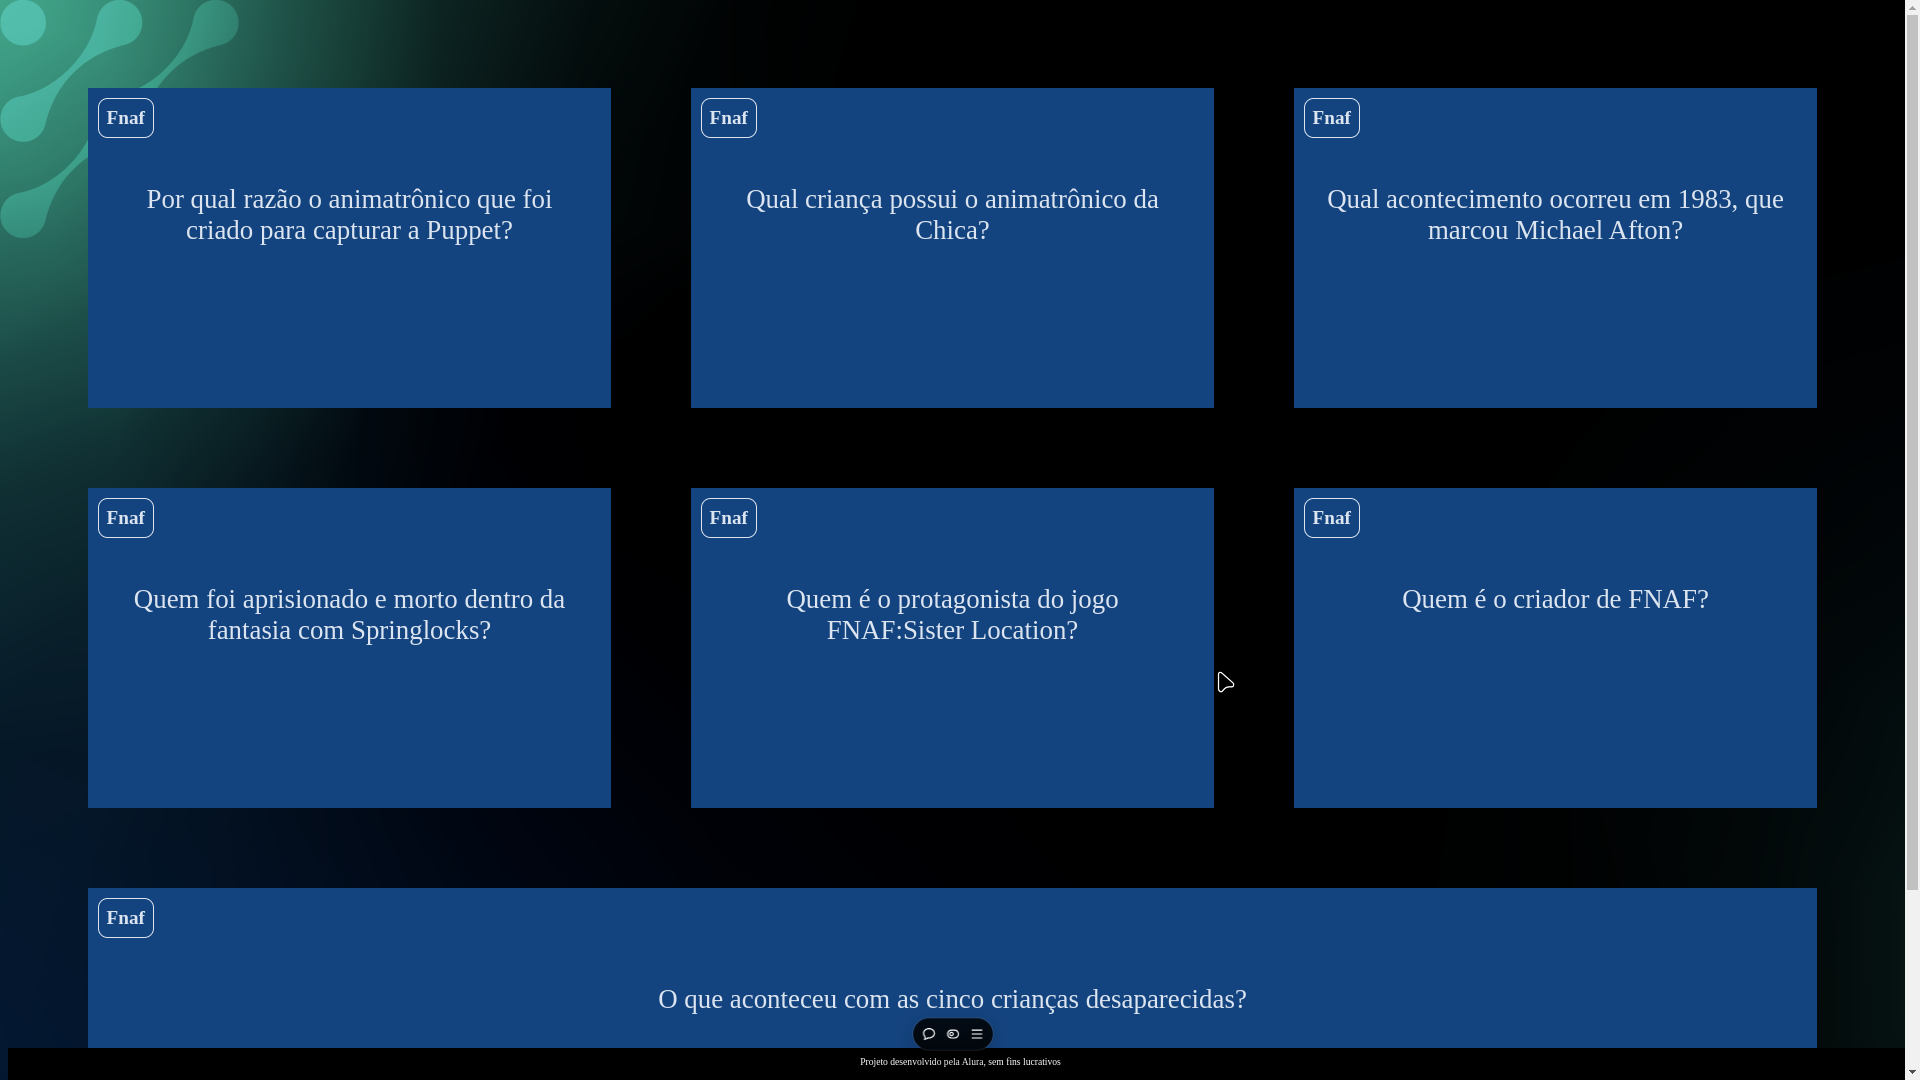 Fnaf
Por qual razão o animatrônico que foi
criado para capturar a Puppet?
Fnaf
Qual criança possui o animatrônico da
Chica?
Fnaf
Qual acontecimento ocorreu em 1983, que
marcou Michael Afton?
Fnaf
Quem foi aprisionado e morto dentro da
fantasia com Springlocks?
Fnaf
Quem é o protagonista do jogo
FNAF:Sister Location?
Fnaf
Quem é o criador de FNAF?
Fnaf
O que aconteceu com as cinco crianças desaparecidas?
Projeto desenvolvido pela Alura, sem fins lucrativos